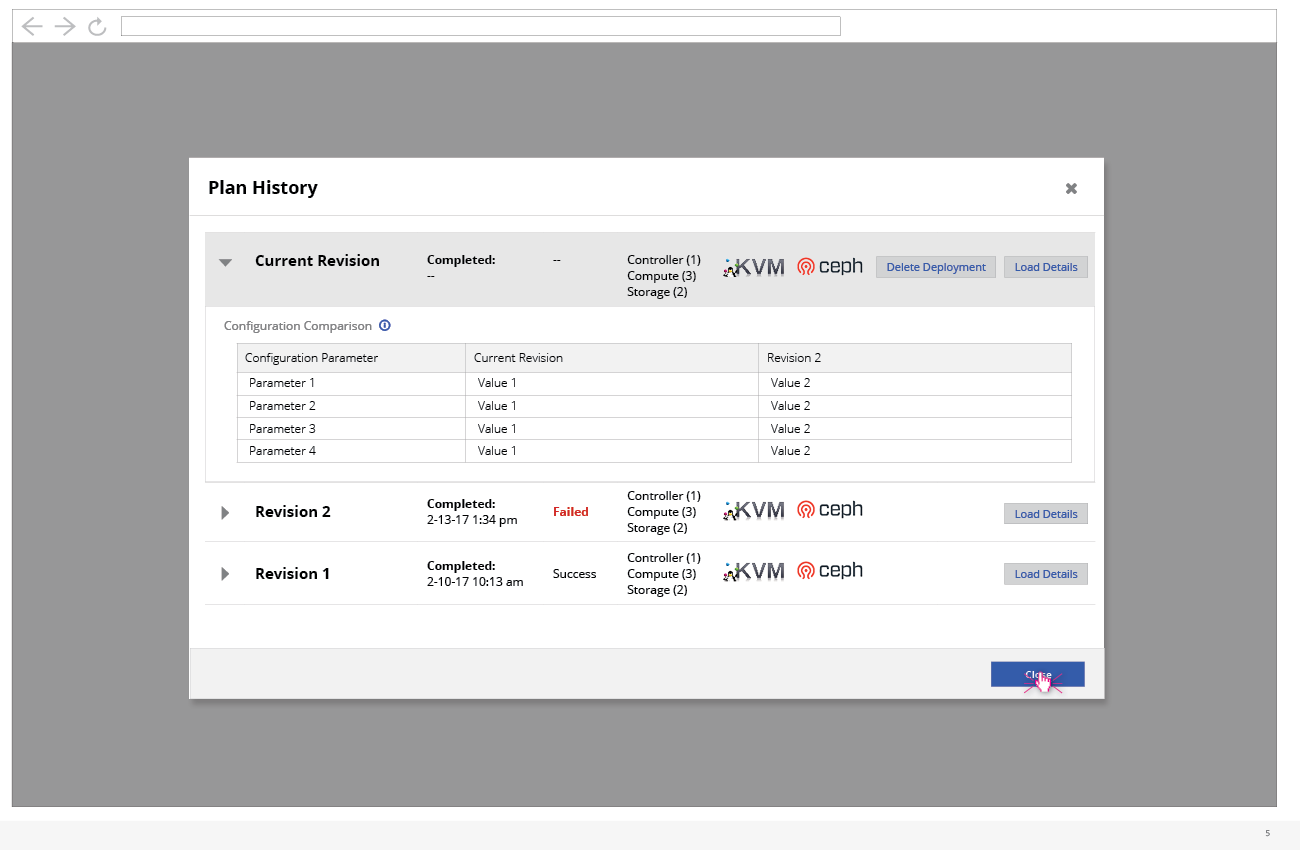 Plan History
Current Revision
Completed:
--
--
Controller (1)
Compute (3)
Storage (2)
KVM
ceph
Delete Deployment
Load Details
Configuration Comparison
Configuration Parameter Current Revision Revision 2
Parameter 1 Value 1 Value 2
Parameter 2 Value 1 Value 2
Parameter 3 Value 1 Value 2
Parameter 4 Value 1 Value 2
Revision 2
Completed:
2-13-17 1:34 pm
Failed
Controller (1)
Compute (3)
Storage (2)
KVM
ceph
Load Details
Revision 1
Completed:
2-10-17 10:13 am
Success
Controller (1)
Compute (3)
Storage (2)
KVM
ceph
Load Details
Close
5